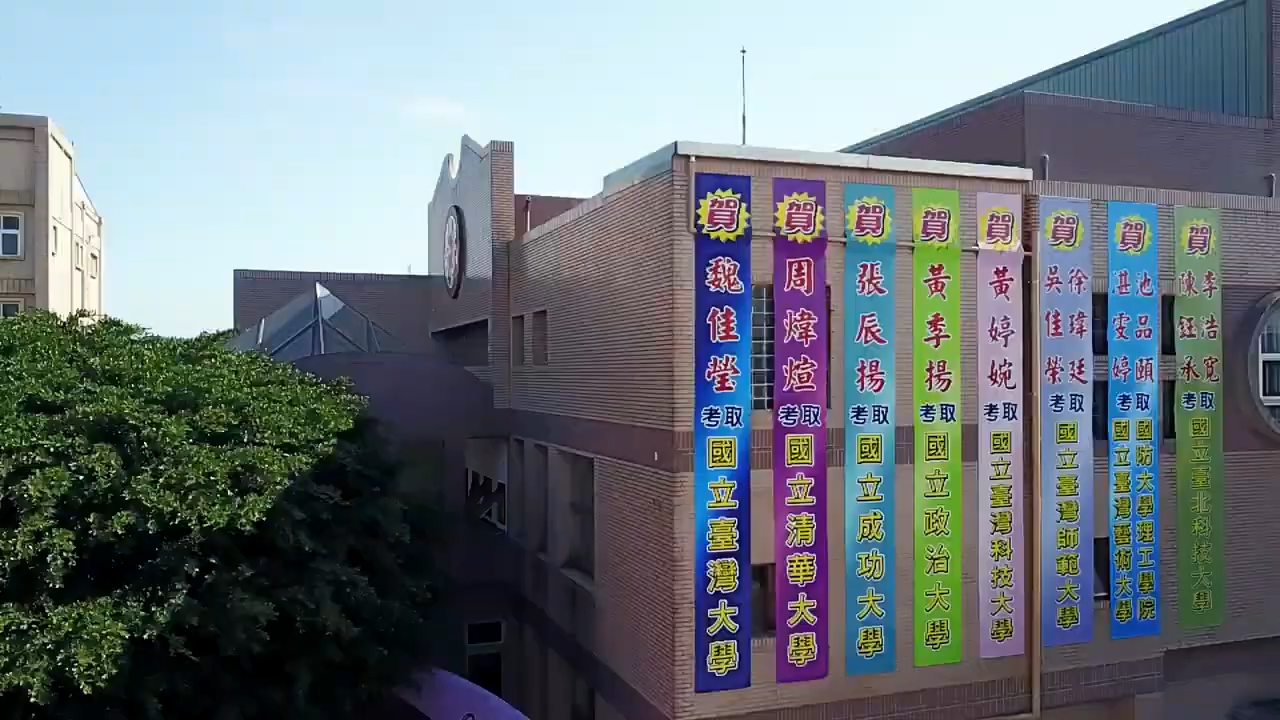 賀
魏佳瑩
考取
國立臺灣大學
賀
周煒煊
考取
國立清華大學
賀
張辰揚
考取
國立成功大學
賀
黃季揚
考取
國立政治大學
賀
黃婷婉
考取
國立臺灣科技大學
賀
徐瑋廷
吳佳榮
考取
國立臺灣師範大學
賀
池品頤
湛雯婷
考取
國防大學理工學院
國立臺灣藝術大學
賀
李浩寬
陳鈺承
考取
國立臺北科技大學